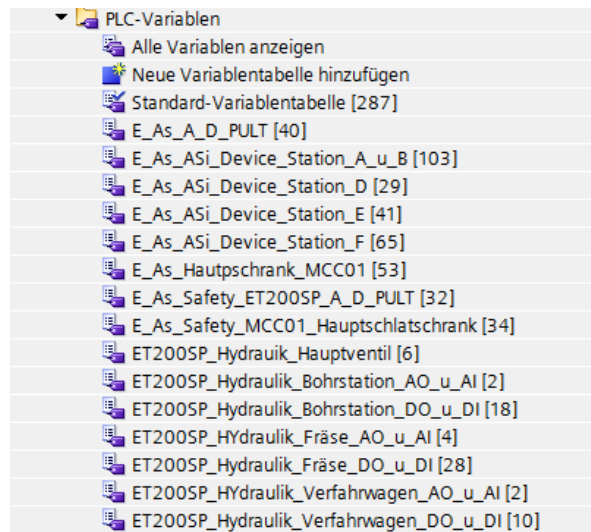 PLC-Variablen
Alle Variablen anzeigen
Neue Variablentabelle hinzufügen
Standard-Variablentabelle [287]
E_As_A_D_PULT [40]
E_As_ASi_Device_Station_A_u_B [103]
E_As_ASi_Device_Station_D [29]
E_As_ASi_Device_Station_E [41]
E_As_ASi_Device_Station_F [65]
E_As_Hautpschrank_MCC01 [53]
E_As_Safety_ET200SP_A_D_PULT [32]
E_As_Safety_MCC01_Hauptschlatschrank [34]
ET200SP_Hydrauik_Hauptventil [6]
ET200SP_Hydraulik_Bohrstation_AO_u_AI [2]
ET200SP_Hydraulik_Bohrstation_DO_u_DI [18]
ET200SP_HYdraulik_Fräse_AO_u_AI [4]
ET200SP_Hydraulik_Fräse_DO_u_DI [28]
ET200SP_HYdraulik_Verfahrwagen_AO_u_AI [2]
ET200SP_Hydraulik_Verfahrwagen_DO_u_DI [10]